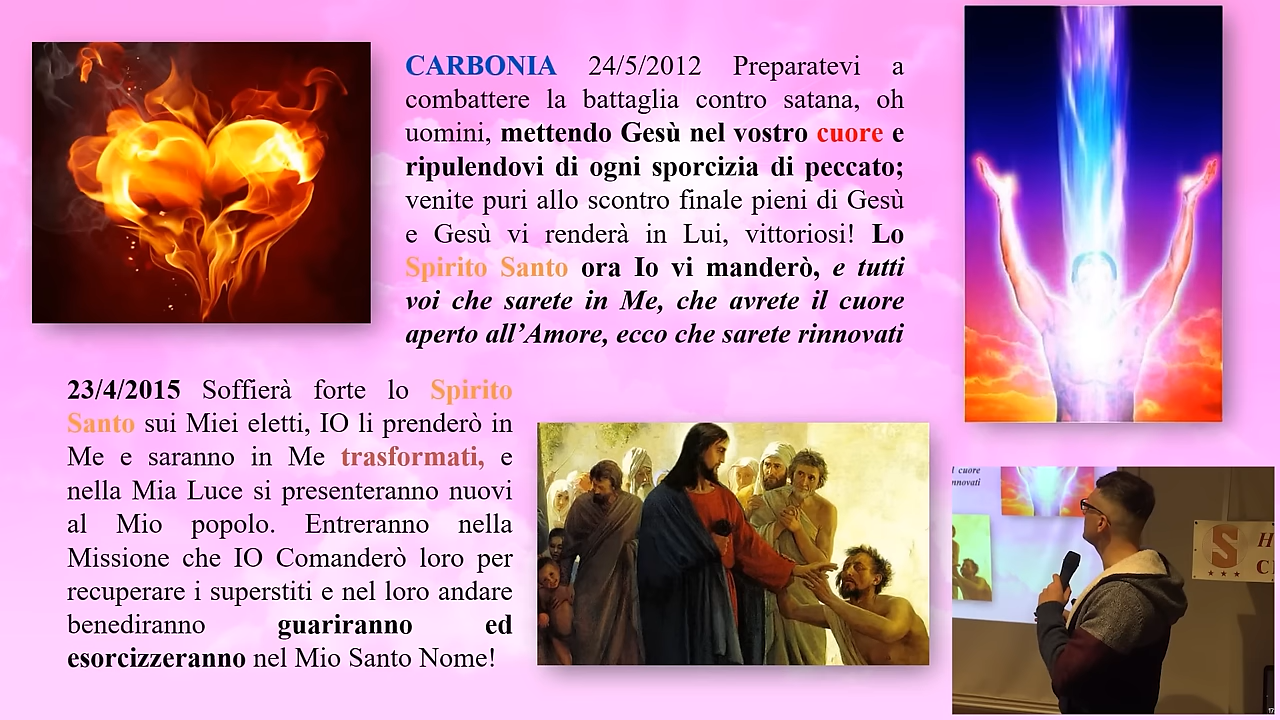 CARBONIA 24/5/2012 Preparatevi a
combattere la battaglia contro satana, oh
uomini, mettendo Gesù nel vostro cuore e
ripulendovi di ogni sporcizia di peccato;
venite puri allo scontro finale pieni di Gesù
e Gesù vi renderà in Lui, vittoriosi! Lo
Spirito Santo ora Io vi manderò, e tutti
voi che sarete in Me, che avrete il cuore
aperto all’Amore, ecco che sarete rinnovati
23/4/2015 Soffierà forte lo Spirito
Santo sui Miei eletti, IO li prenderò in
Me e saranno in Me trasformati, e
nella Mia Luce si presenteranno nuovi
al Mio popolo. Entreranno nella
Missione che IO Comanderò loro per
recuperare i superstiti e nel loro andare
benediranno guariranno ed
esorcizzeranno nel Mio Santo Nome!
l cuore
nnovati
S H
C
17